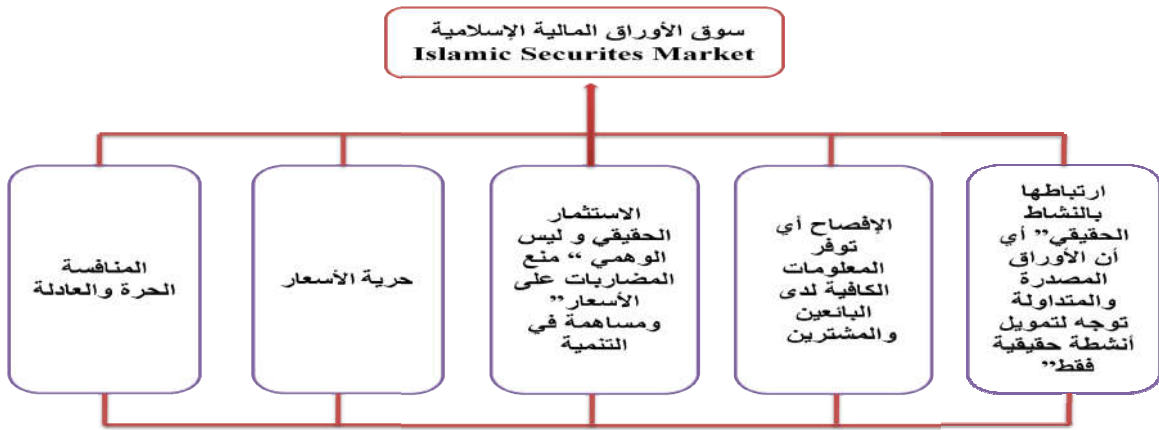 سوق الأوراق المالية الإسلامية
Islamic Securites Market
ارتباطها
بالنشاط
الحقيقي” أي
أن الأوراق
المصدرة
والمتداولة
توجه لتمويل
أنشطة حقيقية
فقط”
الإفصاح أي
توفر
المعلومات
الكافية لدى
البائعين
والمشترين
الاستثمار
الحقيقي و ليس
الوهمي “ منع
المضاربات على
الأسعار”
ومساهمة في
التنمية
حرية الأسعار
المنافسة
الحرة والعادلة